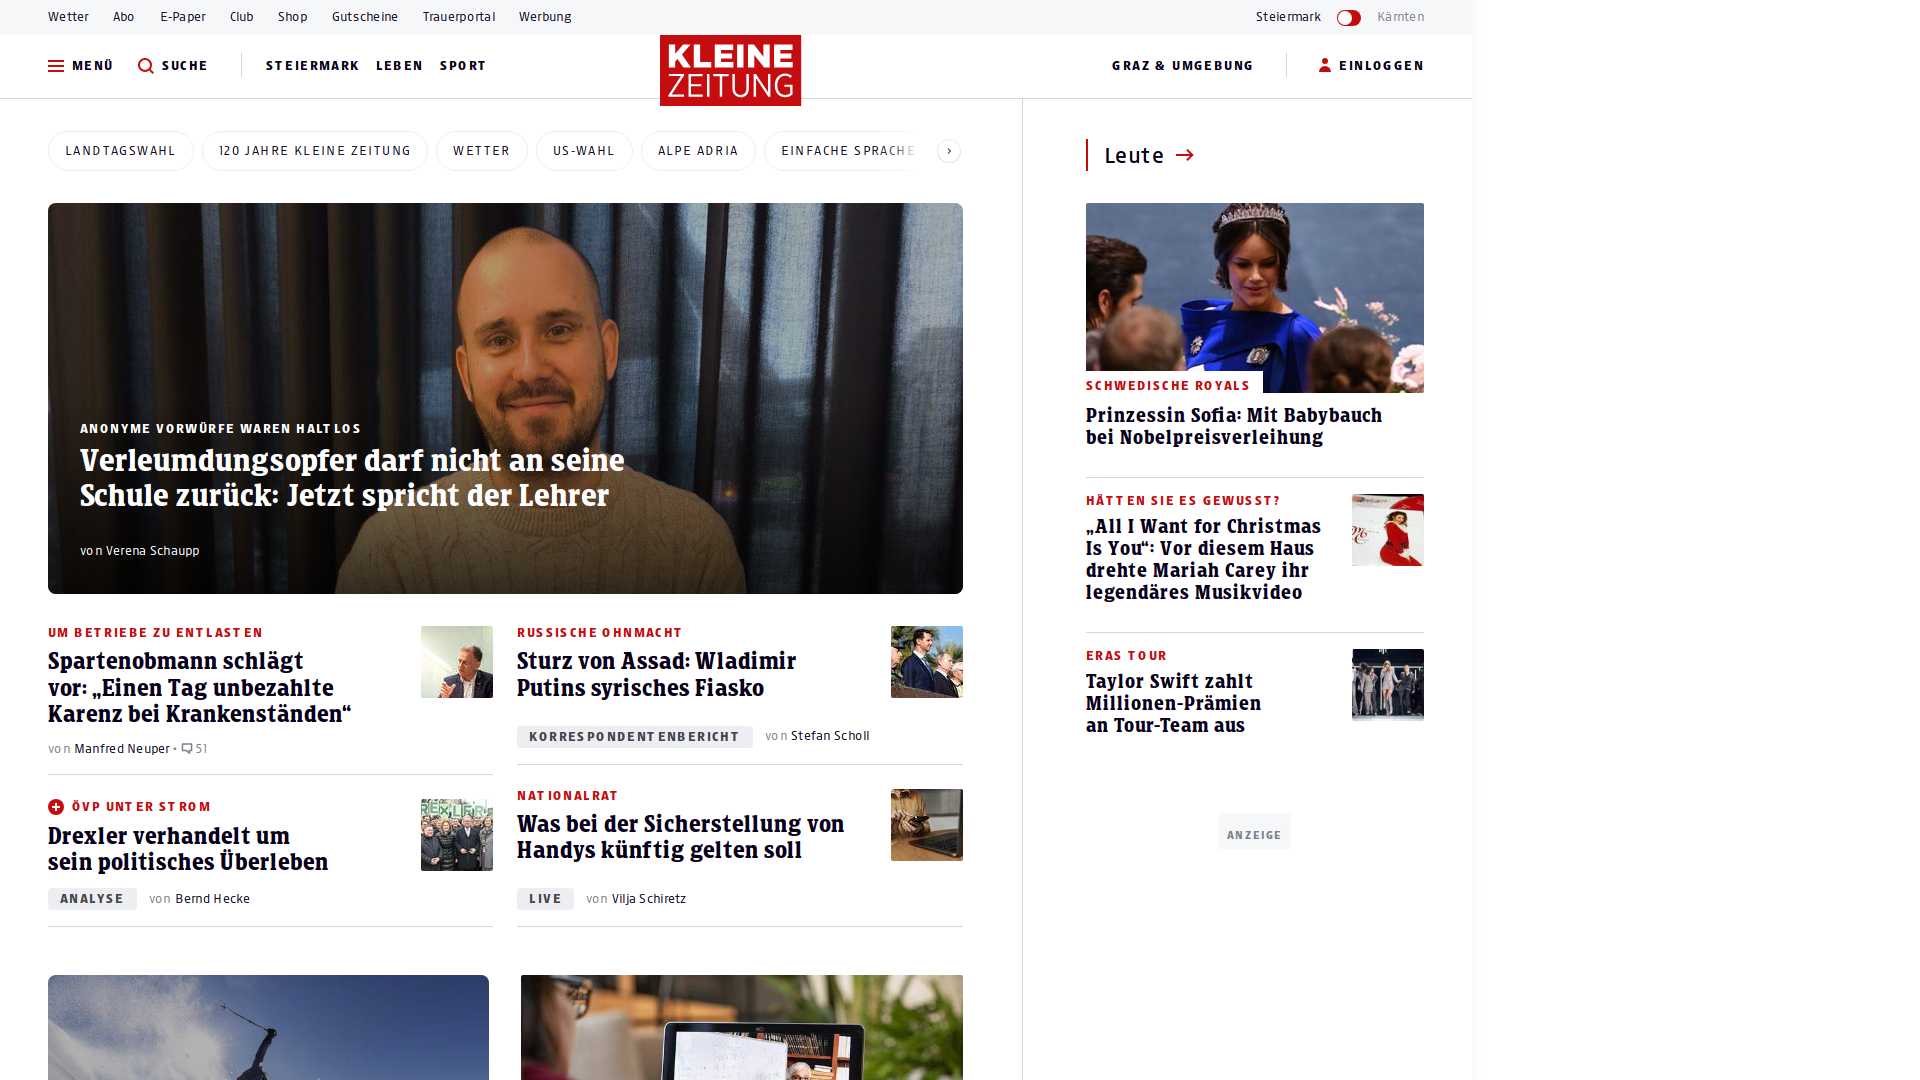 Wetter Abo E-Paper Club Shop Gutscheine Trauerportal Werbung Steiermark Kärnten
MENÜ SUCHE STEIERMARK LEBEN SPORT KLEINE ZEITUNG GRAZ & UMGEBUNG EINLOGGEN
LANDTAGSWAHL 120 JAHRE KLEINE ZEITUNG WETTER US-WAHL ALPE ADRIA EINFACHE SPRACHE
ANONYME VORWÜRFE WAREN HALTLOS
Verleumdungsopfer darf nicht an seine
Schule zurück: Jetzt spricht der Lehrer
von Verena Schaupp
UM BETRIEBE ZU ENTLASTEN
Spartenobmann schlägt
vor: „Einen Tag unbezahlte
Karenz bei Krankenständen“
von Manfred Neuper • 51
RUSSISCHE OHNMACHT
Sturz von Assad: Wladimir
Putins syrisches Fiasko
KORRESPONDENTENBERICHT von Stefan Scholl
ÖVP UNTER STROM
Drexler verhandelt um
sein politisches Überleben
ANALYSE von Bernd Hecke
NATIONALRAT
Was bei der Sicherstellung von
Handys künftig gelten soll
LIVE von Vilja Schiretz
Leute
SCHWEDISCHE ROYALS
Prinzessin Sofia: Mit Babybauch
bei Nobelpreisverleihung
HÄTTEN SIE ES GEWUSST?
„All I Want for Christmas
Is You“: Vor diesem Haus
drehte Mariah Carey ihr
legendäres Musikvideo
ERAS TOUR
Taylor Swift zahlt
Millionen-Prämien
an Tour-Team aus
ANZEIGE